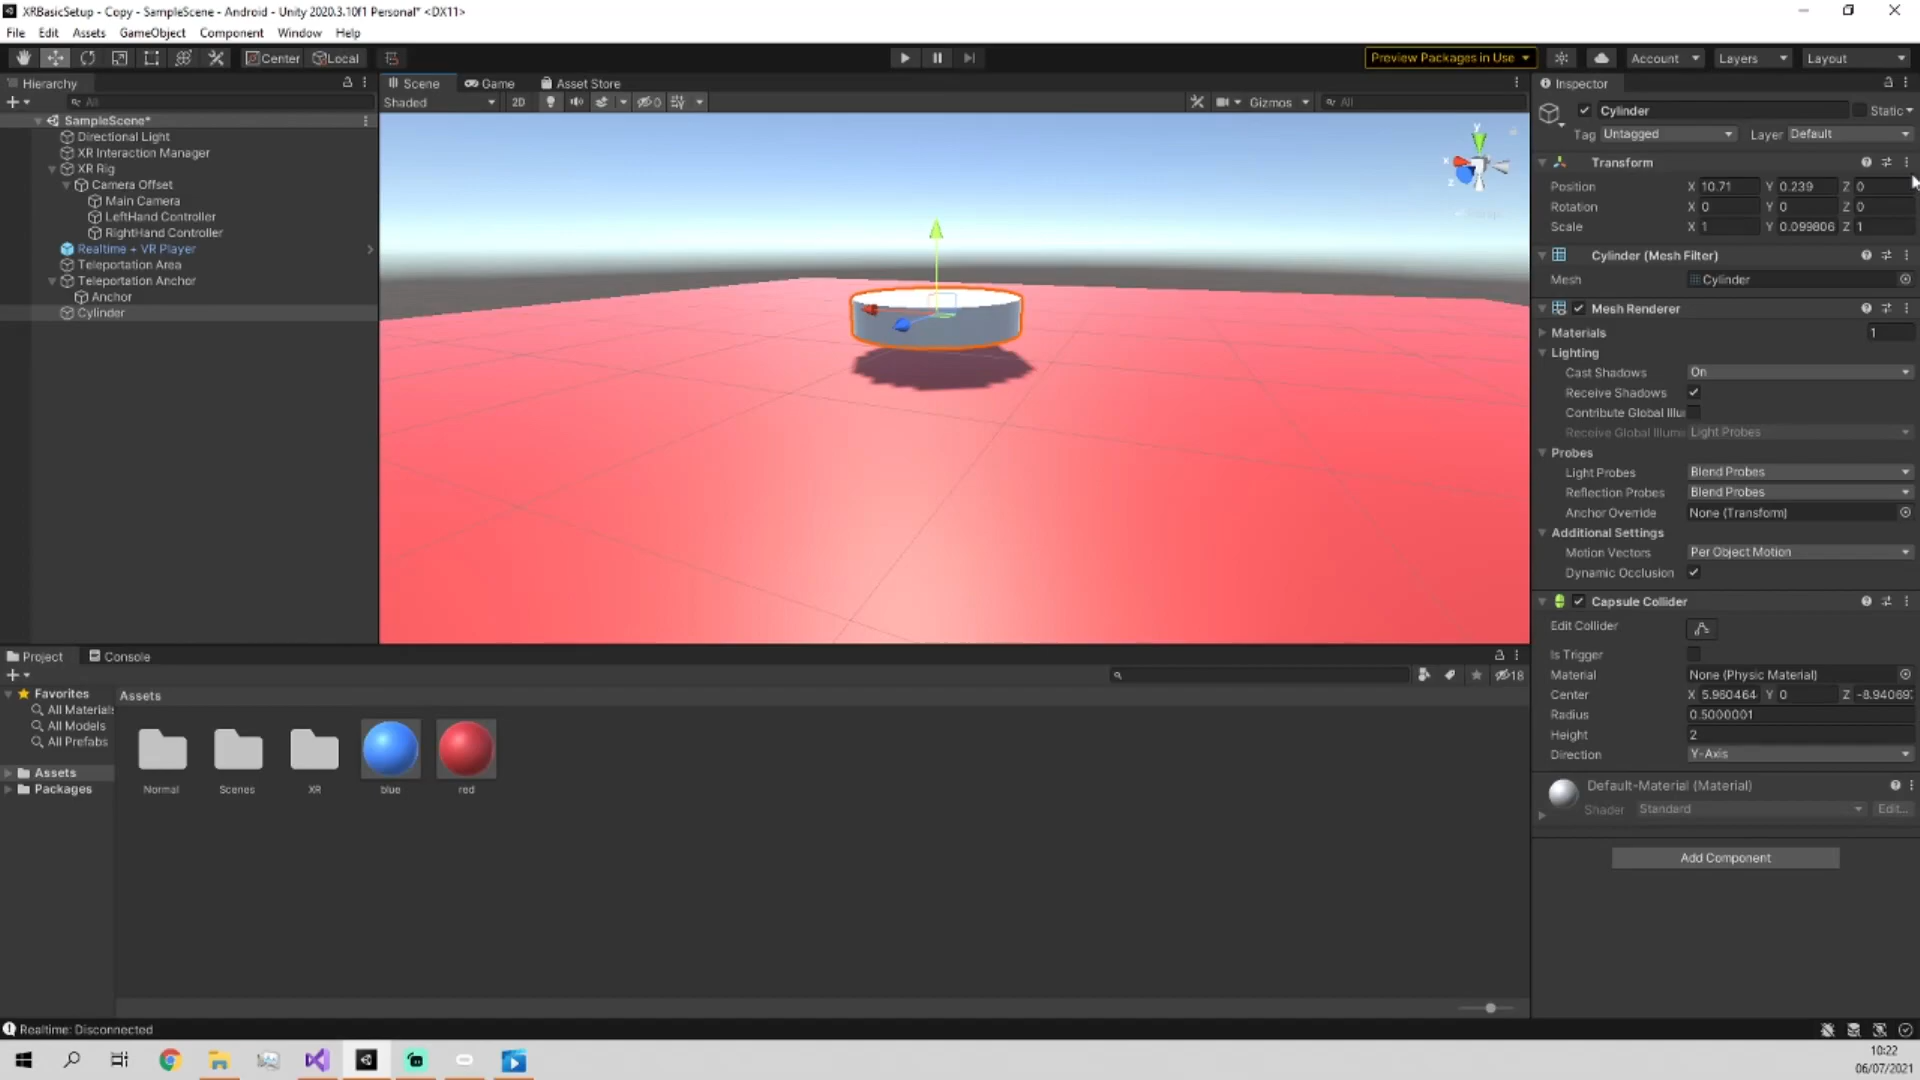 XRBasicSetup - Copy - SampleScene - Android - Unity 2020.3.10f1 Personal* <DX11>
File Edit Assets GameObject Component Window Help
Center Local Preview Packages in Use Account Layers Layout
Hierarchy
All
SampleScene*
Directional Light
XR Interaction Manager
XR Rig
Camera Offset
Main Camera
LeftHand Controller
RightHand Controller
Realtime + VR Player
Teleportation Area
Teleportation Anchor
Anchor
Cylinder
Scene Game Asset Store
Shaded 2D 0 Gizmos All
y
x
z
Inspector
Cylinder Static
Tag Untagged Layer Default
Transform
Position X 10.71 Y 0.239 Z 0
Rotation X 0 Y 0 Z 0
Scale X 1 Y 0.099806 Z 1
Cylinder (Mesh Filter)
Mesh Cylinder
Mesh Renderer
Materials 1
Lighting
Cast Shadows On
Receive Shadows
Contribute Global Illu
Receive Global Illumi Light Probes
Probes
Light Probes Blend Probes
Reflection Probes Blend Probes
Anchor Override None (Transform)
Additional Settings
Motion Vectors Per Object Motion
Dynamic Occlusion
Capsule Collider
Edit Collider
Is Trigger
Material None (Physic Material)
Center X 5.960464 Y 0 Z -8.94069
Radius 0.5000001
Height 2
Direction Y-Axis
Default-Material (Material)
Shader Standard Edit...
Add Component
Project Console
18
Favorites
All Materials
All Models
All Prefabs
Assets
Packages
Assets
Normal Scenes XR blue red
Realtime: Disconnected
10:22
06/07/2021